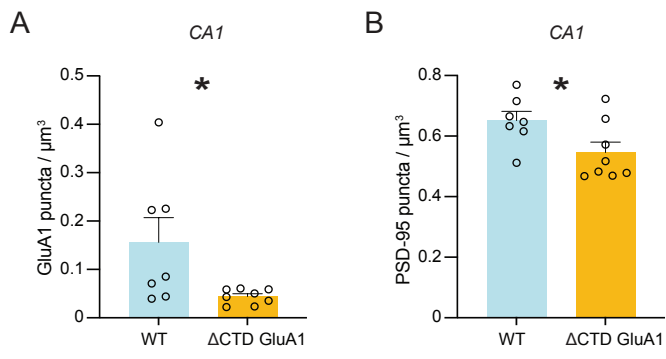 A
CA1
GluA1 puncta / μm³
0.5
0.4
0.3
0.2
0.1
0
*
WT
ΔCTD GluA1
B
CA1
PSD-95 puncta / μm³
0.8
0.6
0.4
0.2
0
*
WT
ΔCTD GluA1